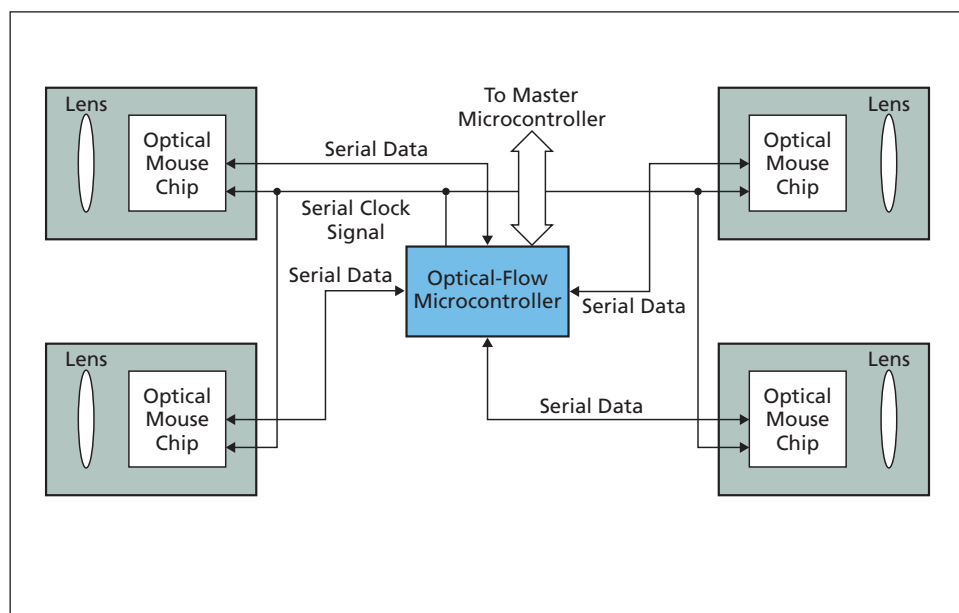 Lens
Optical
Mouse
Chip
Serial Data
Serial Clock
Signal
To Master
Microcontroller
Lens
Optical
Mouse
Chip
Optical-Flow
Microcontroller
Serial Data
Serial Data
Lens
Optical
Mouse
Chip
Serial Data
Lens
Optical
Mouse
Chip